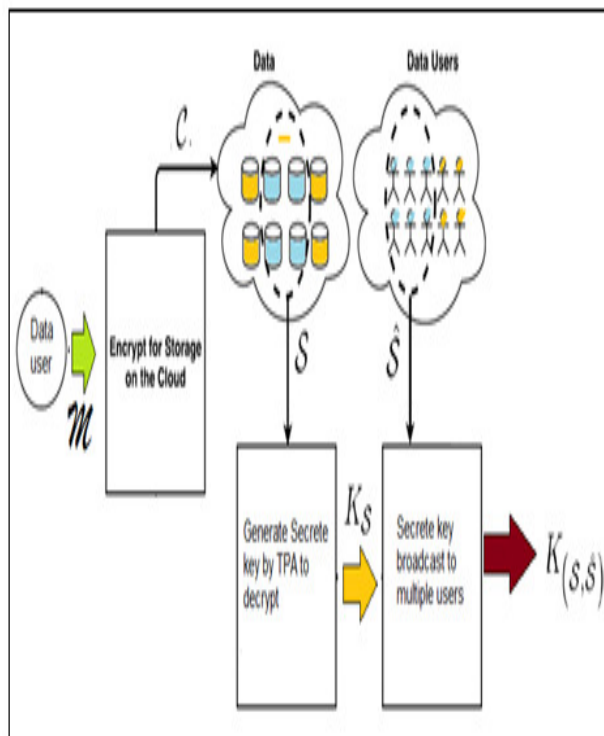 Data
Data Users
C.
Data
user
Encrypt for Storage
on the Cloud
M
S
Ŝ
Generate Secrete
key by TPA to
decrypt
K_S
Secrete key
broadcast to
multiple users
K_(S,Ŝ)